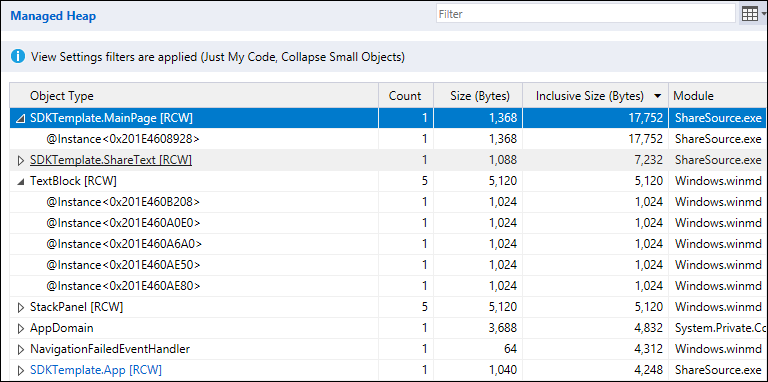 Managed Heap Filter
View Settings filters are applied (Just My Code, Collapse Small Objects)
Object Type Count Size (Bytes) Inclusive Size (Bytes) Module
SDKTemplate.MainPage [RCW] 1 1,368 17,752 ShareSource.exe
@Instance<0x201E4608928> 1 1,368 17,752 ShareSource.exe
SDKTemplate.ShareText [RCW] 1 1,088 7,232 ShareSource.exe
TextBlock [RCW] 5 5,120 5,120 Windows.winmd
@Instance<0x201E460B208> 1 1,024 1,024 Windows.winmd
@Instance<0x201E460A0E0> 1 1,024 1,024 Windows.winmd
@Instance<0x201E460A6A0> 1 1,024 1,024 Windows.winmd
@Instance<0x201E460AE50> 1 1,024 1,024 Windows.winmd
@Instance<0x201E460AE80> 1 1,024 1,024 Windows.winmd
StackPanel [RCW] 5 5,120 5,120 Windows.winmd
AppDomain 1 3,688 4,832 System.Private.Co
NavigationFailedEventHandler 1 64 4,312 ShareSource.exe
SDKTemplate.App [RCW] 1 1,040 4,248 ShareSource.exe